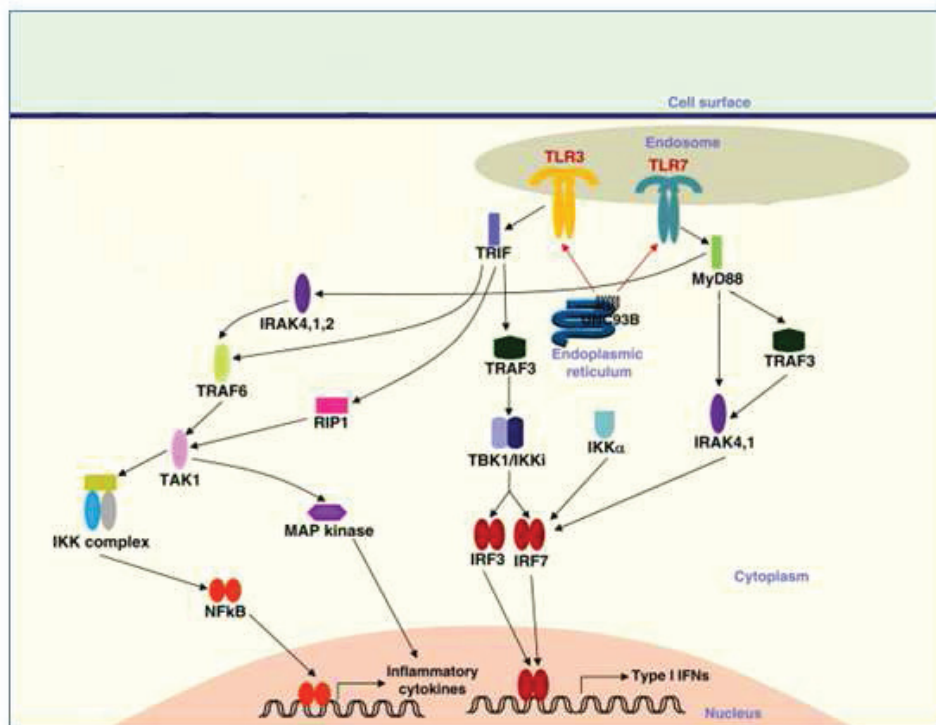 Cell surface
Endosome
TLR3
TLR7
TRIF
MyD88
IRAK4,1,2
UNC93B
Endoplasmic
reticulum
TRAF3
TRAF3
TRAF6
RIP1
IRAK4,1
TBK1/IKKi
IKKα
TAK1
IKK complex
MAP kinase
IRF3
IRF7
Cytoplasm
NFkB
Inflammatory
cytokines
Type I IFNs
Nucleus